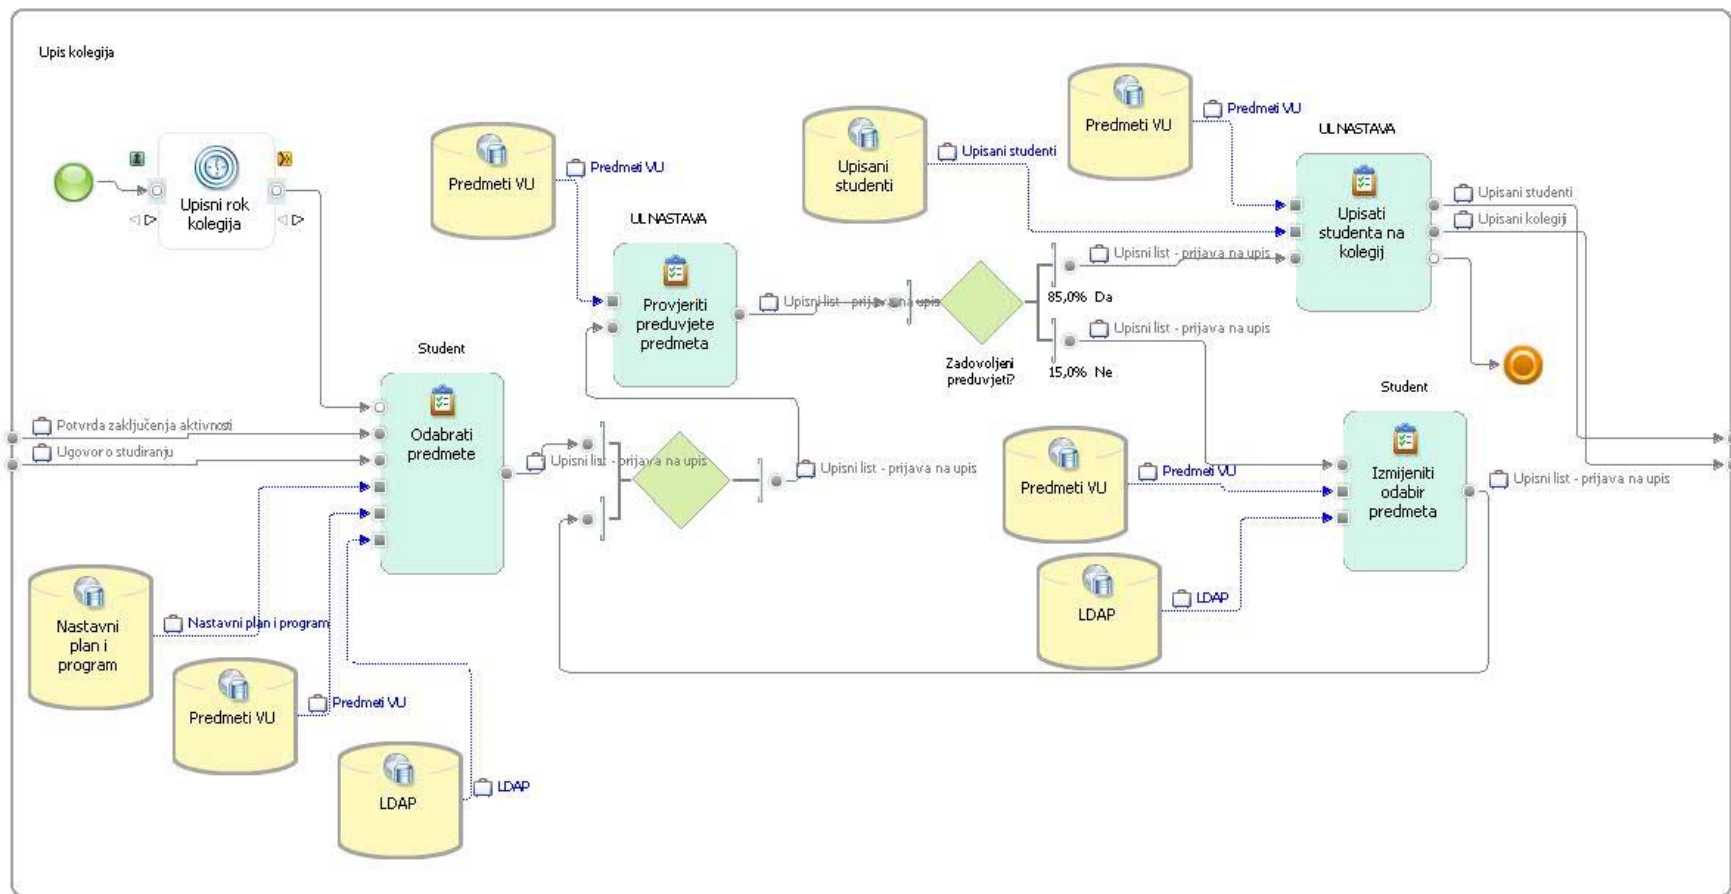 Upis kolegija
Upisni rok
kolegija
Predmeti VU
Predmeti VU
UL NASTAVA
Provjeriti
preduvjete
predmeta
Upisani
studenti
Upisani studenti
Predmeti VU
Predmeti VU
UL NASTAVA
Upisati
studenta na
kolegij
Upisani studenti
Upisani kolegiji
Upisni list - prijava na upis
Upisni list - prijava na upis
85,0% Da
Upisni list - prijava na upis
15,0% Ne
Zadovoljeni
preduvjeti?
Student
Odabrati
predmete
Potvrda zaključenja aktivnosti
Ugovor o studiranju
Upisni list - prijava na upis
Upisni list - prijava na upis
Student
Izmijeniti
odabir
predmeta
Predmeti VU
Predmeti VU
Upisni list - prijava na upis
LDAP
LDAP
Nastavni
plan i
program
Nastavni plan i program
Predmeti VU
Predmeti VU
LDAP
LDAP